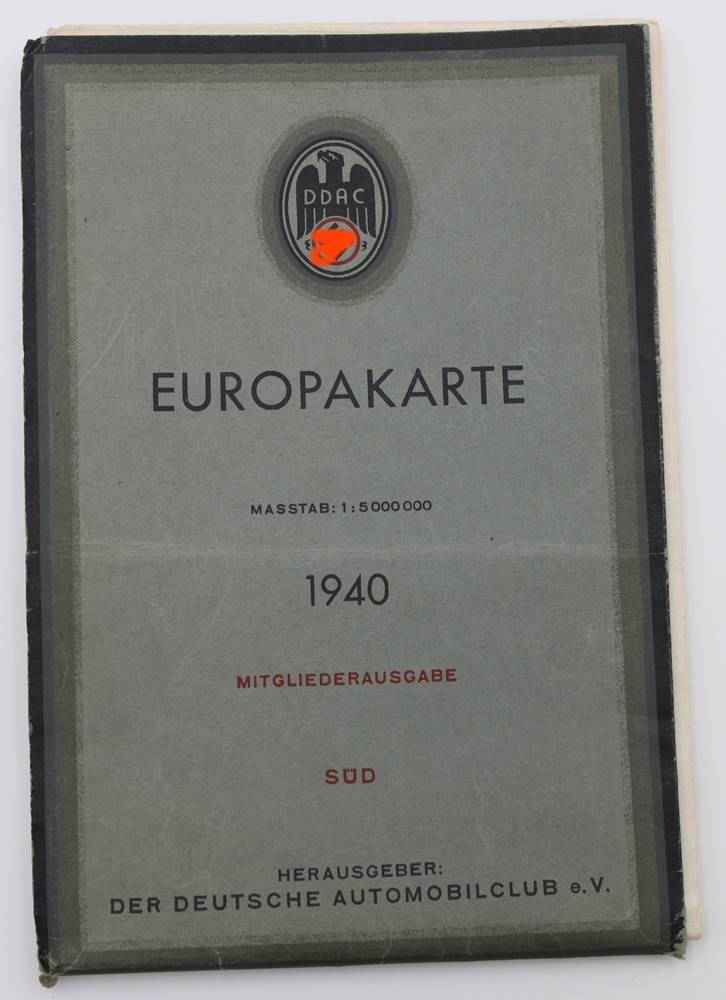 DDAC
EUROPAKARTE
MASSTAB: 1:5000000
1940
MITGLIEDERAUSGABE
SÜD
HERAUSGEBER:
DER DEUTSCHE AUTOMOBILCLUB e.V.